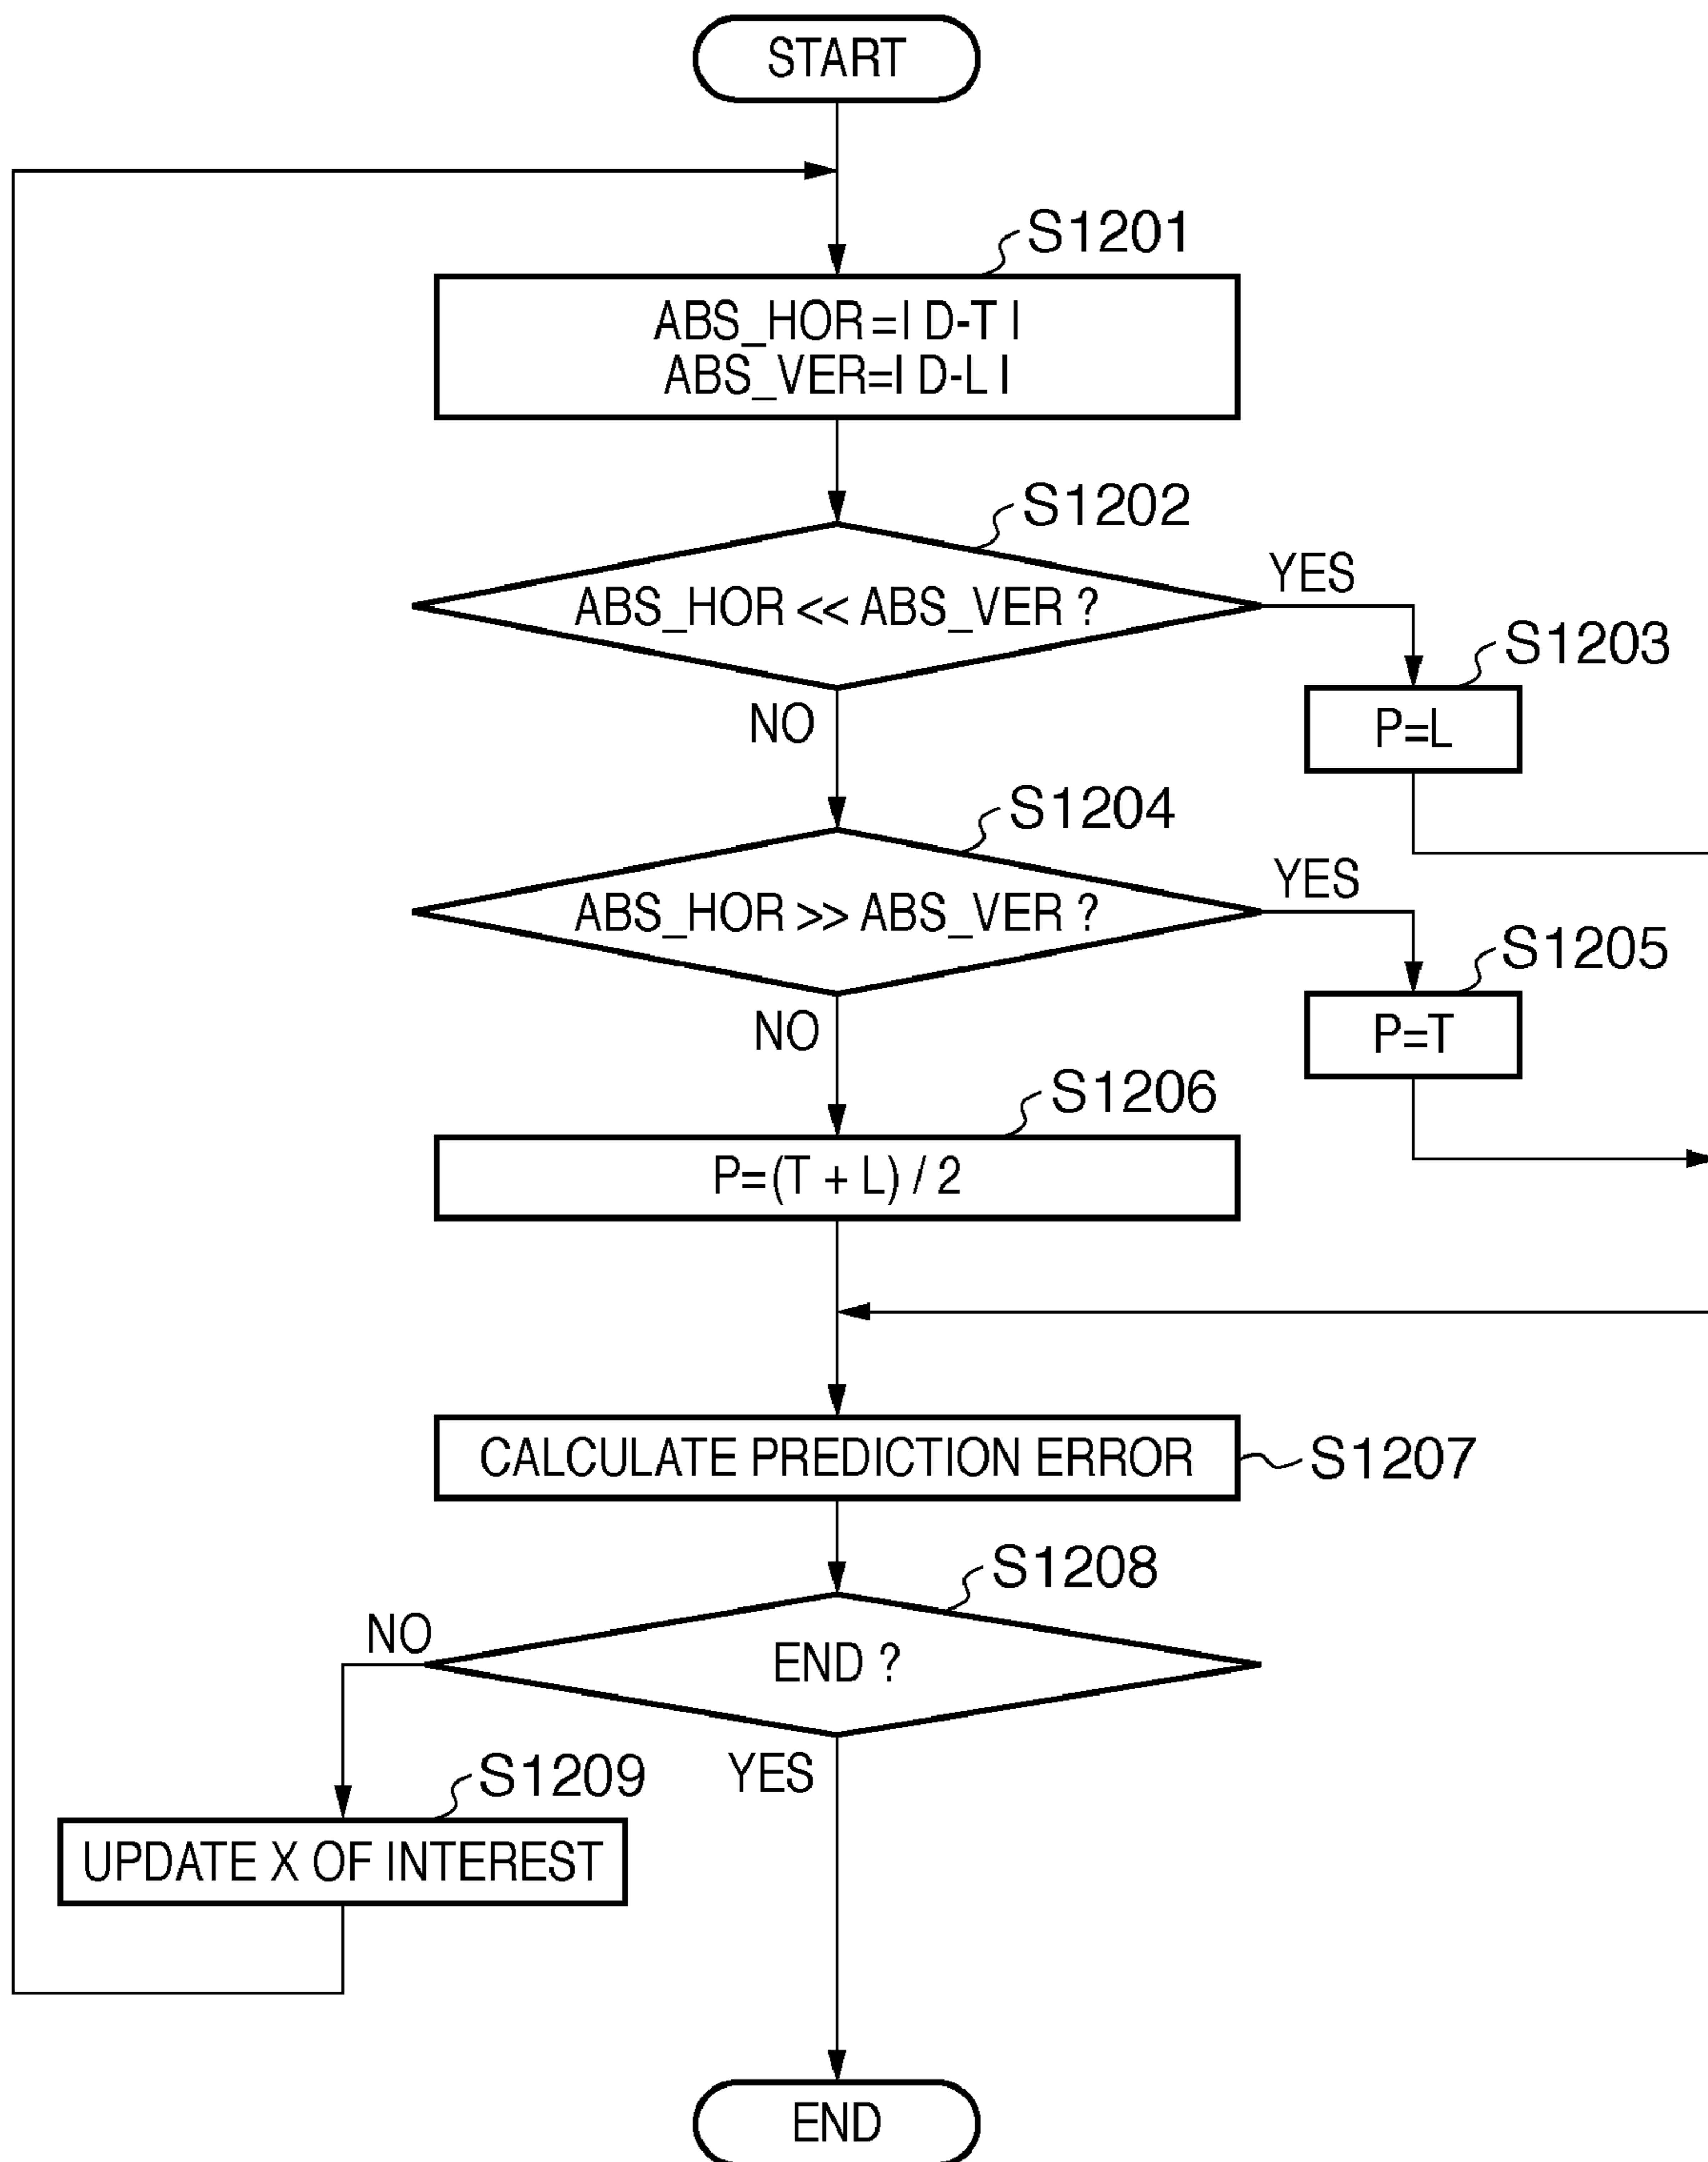 START
S1201
ABS_HOR=| D-T |
ABS_VER=| D-L |
S1202
ABS_HOR << ABS_VER ?
YES
S1203
P=L
NO
S1204
ABS_HOR >> ABS_VER ?
YES
S1205
P=T
NO
S1206
P=(T + L) / 2
CALCULATE PREDICTION ERROR
S1207
S1208
END ?
NO
YES
S1209
UPDATE X OF INTEREST
END